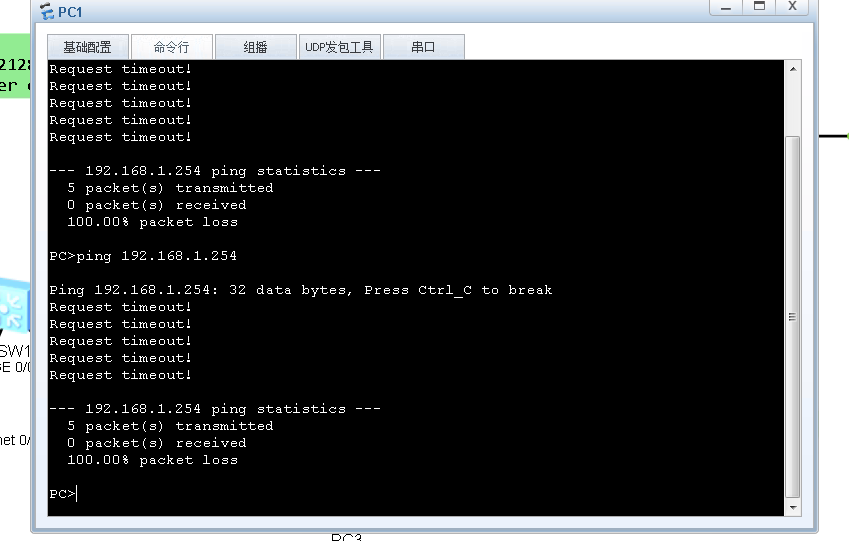 PC1
基础配置 命令行 组播 UDP发包工具 串口
Request timeout!
Request timeout!
Request timeout!
Request timeout!
Request timeout!
--- 192.168.1.254 ping statistics ---
5 packet(s) transmitted
0 packet(s) received
100.00% packet loss
PC>ping 192.168.1.254
Ping 192.168.1.254: 32 data bytes, Press Ctrl_C to break
Request timeout!
Request timeout!
Request timeout!
Request timeout!
Request timeout!
--- 192.168.1.254 ping statistics ---
5 packet(s) transmitted
0 packet(s) received
100.00% packet loss
PC>
212
er
SW1
GE 0/
net 0/
PC3